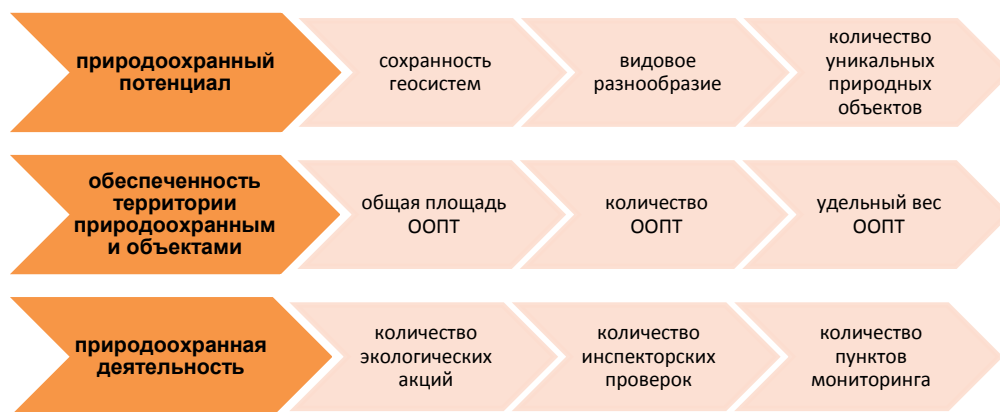 природоохранный
потенциал
сохранность
геосистем
видовое
разнообразие
количество
уникальных
природных
объектов
обеспеченность
территории
природоохранным
и объектами
общая площадь
ООПТ
количество
ООПТ
удельный вес
ООПТ
природоохранная
деятельность
количество
экологических
акций
количество
инспекторских
проверок
количество
пунктов
мониторинга